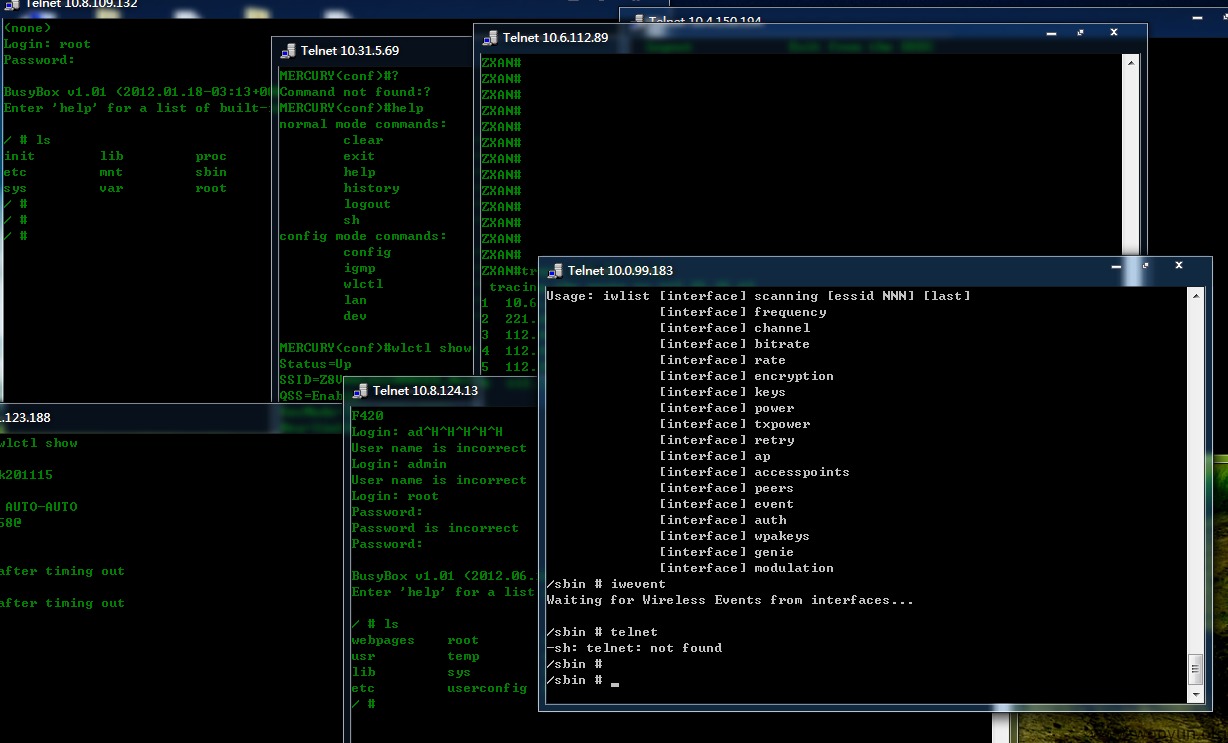 Telnet 10.8.109.132
(none)
Login: root
Password:
BusyBox v1.01 (2012.01.18-03:13+00
Enter 'help' for a list of built-
/ # ls
init lib proc
etc mnt sbin
sys var root
/ #
/ #
/ #
Telnet 10.31.5.69
MERCURY(conf)#?
Command not found:?
MERCURY(conf)#help
normal mode commands:
clear
exit
help
history
logout
sh
config mode commands:
config
igmp
wlctl
lan
dev
MERCURY(conf)#wlctl show
Status=Up
SSID=Z8
QSS=Enab
Telnet 10.4.150.194
Telnet 10.6.112.89
ZXAN#
ZXAN#
ZXAN#
ZXAN#
ZXAN#
ZXAN#
ZXAN#
ZXAN#
ZXAN#
ZXAN#
ZXAN#
ZXAN#
ZXAN#
ZXAN#tr
tracin
1 10.6
2 221.
3 112.
4 112.
5 112.
.123.188
wlctl show
k201115
AUTO-AUTO
58@
after timing out
after timing out
Telnet 10.8.124.13
F420
Login: ad^H^H^H^H^H
User name is incorrect
Login: admin
User name is incorrect
Login: root
Password:
Password is incorrect
Password:
BusyBox v1.01 (2012.06.
Enter 'help' for a list
/ # ls
webpages root
usr temp
lib sys
etc userconfig
/ #
Telnet 10.0.99.183
Usage: iwlist [interface] scanning [essid NNN] [last]
[interface] frequency
[interface] channel
[interface] bitrate
[interface] rate
[interface] encryption
[interface] keys
[interface] power
[interface] txpower
[interface] retry
[interface] ap
[interface] accesspoints
[interface] peers
[interface] event
[interface] auth
[interface] wpakeys
[interface] genie
[interface] modulation
/sbin # iwevent
Waiting for Wireless Events from interfaces...
/sbin # telnet
-sh: telnet: not found
/sbin #
/sbin #